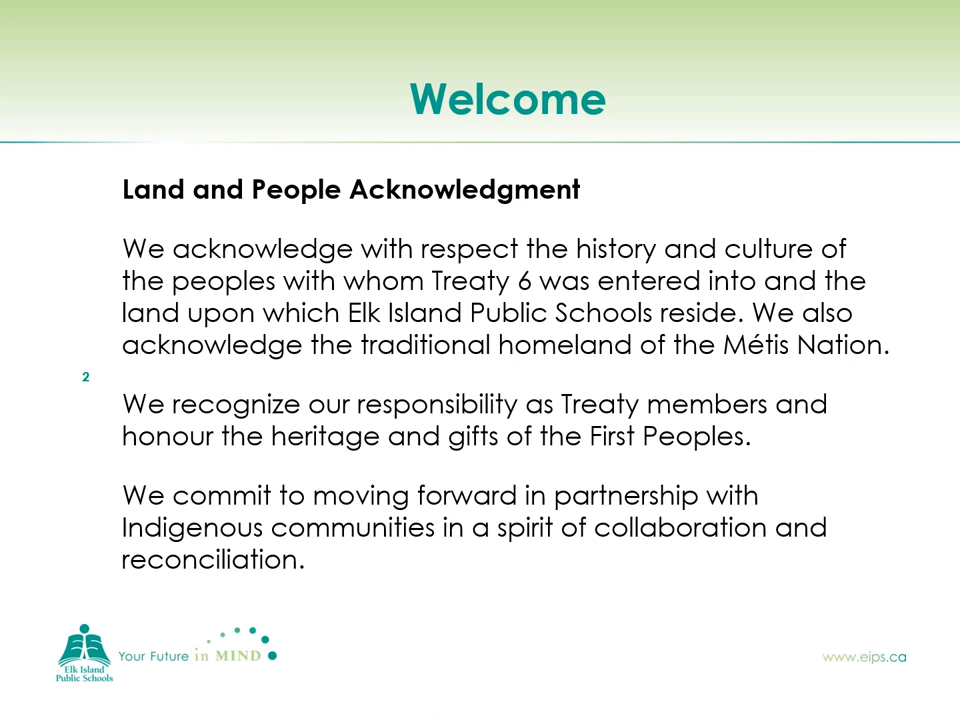 Welcome
Land and People Acknowledgment
We acknowledge with respect the history and culture of
the peoples with whom Treaty 6 was entered into and the
land upon which Elk Island Public Schools reside. We also
acknowledge the traditional homeland of the Métis Nation.
2
We recognize our responsibility as Treaty members and
honour the heritage and gifts of the First Peoples.
We commit to moving forward in partnership with
Indigenous communities in a spirit of collaboration and
reconciliation.
Elk Island
Public Schools
Your Future in MIND
www.eips.ca